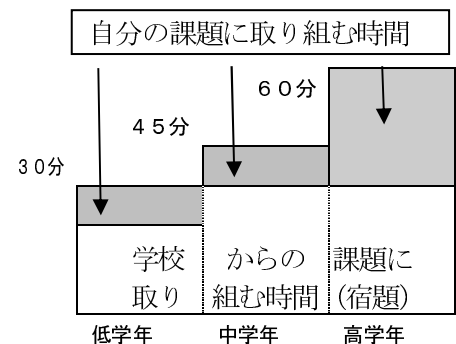 自分の課題に取り組む時間
６０分
４５分
３０分
学校からの課題に
取り組む時間（宿題）
低学年 中学年 高学年